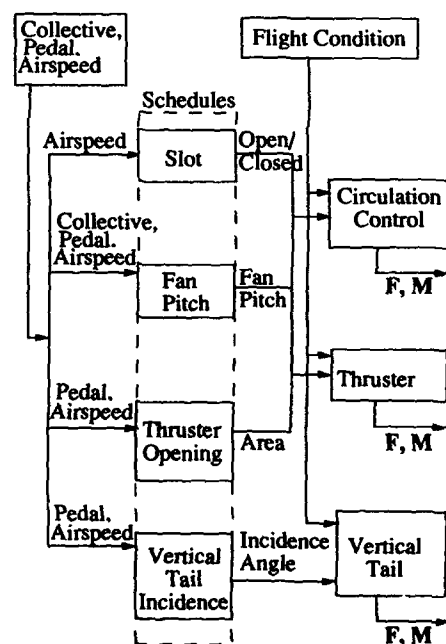 Collective,
Pedal.
Airspeed
Flight Condition
Schedules
Airspeed
Slot
Open/
Closed
Circulation
Control
F, M
Collective,
Pedal.
Airspeed
Fan
Pitch
Fan
Pitch
Thruster
F, M
Pedal.
Airspeed
Thruster
Opening
Area
Pedal.
Airspeed
Vertical
Tail
Incidence
Incidence
Angle
Vertical
Tail
F, M